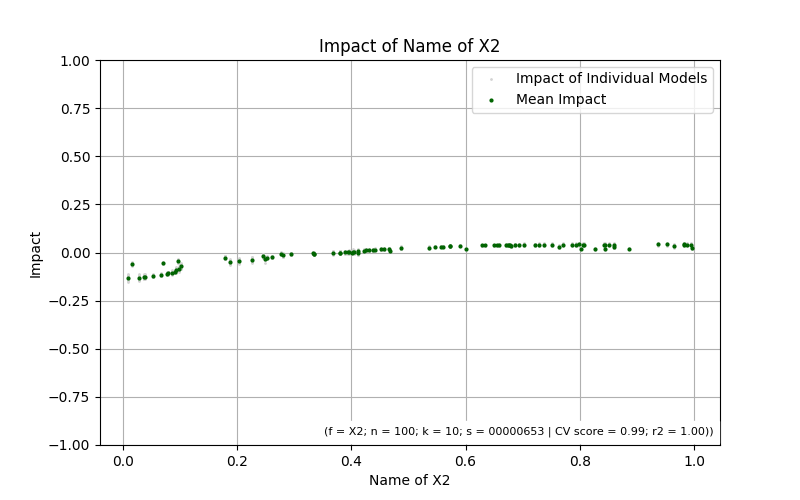 Impact of Name of X2
Impact of Individual Models
Mean Impact
1.00
0.75
0.50
0.25
0.00
−0.25
−0.50
−0.75
−1.00
Impact
(f = X2; n = 100; k = 10; s = 00000653 | CV score = 0.99; r2 = 1.00))
0.0 0.2 0.4 0.6 0.8 1.0
Name of X2